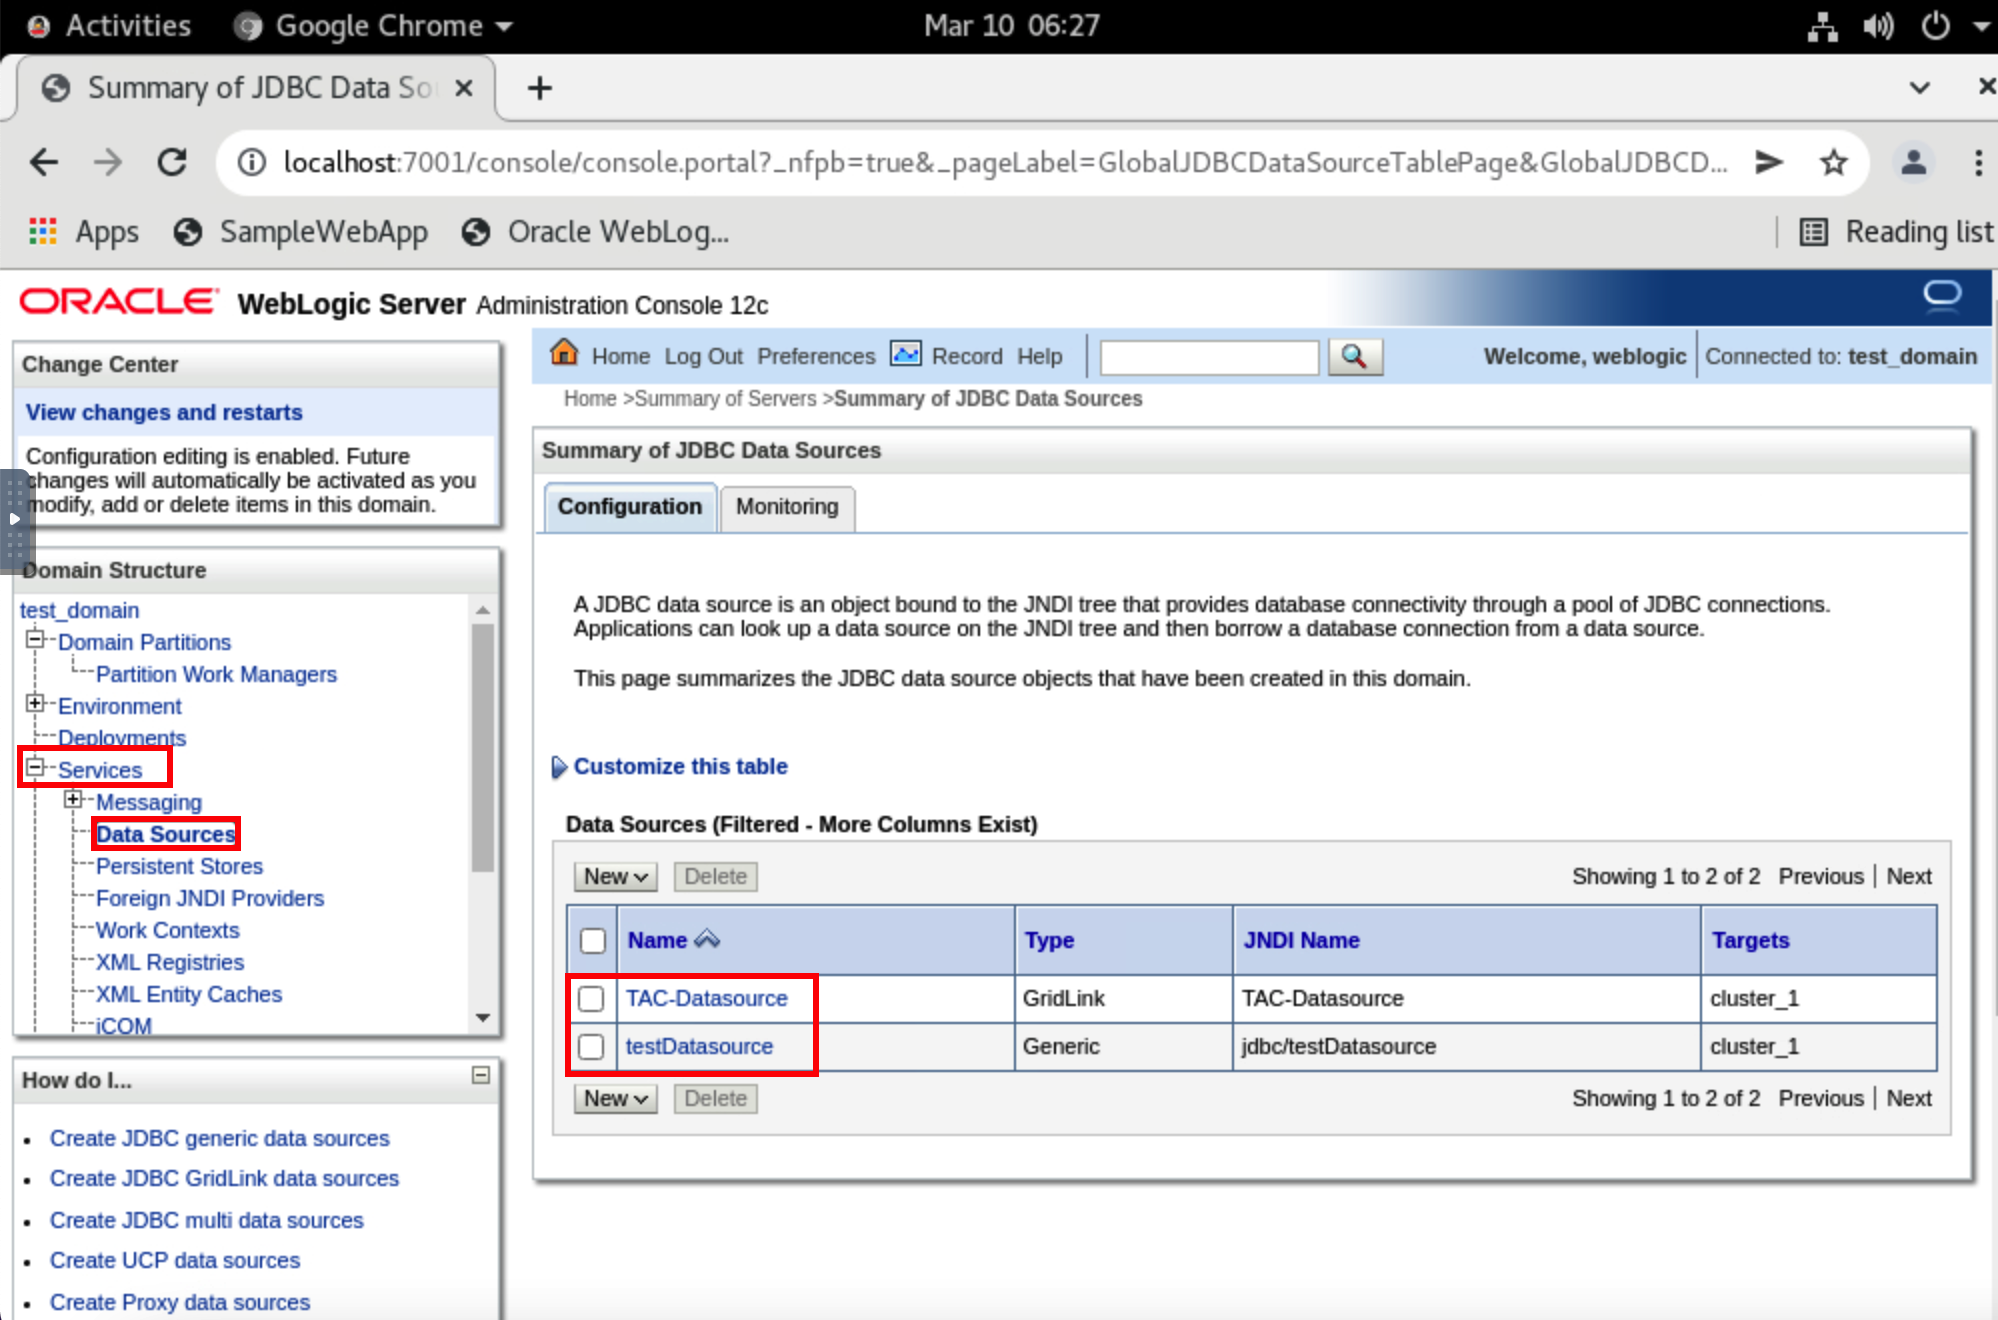 Activities Google Chrome Mar 10 06:27
Summary of JDBC Data So
localhost:7001/console/console.portal?_nfpb=true&_pageLabel=GlobalJDBCDataSourceTablePage&GlobalJDBCD...
Apps SampleWebApp Oracle WebLog... Reading list
ORACLE WebLogic Server Administration Console 12c
Change Center
View changes and restarts
Configuration editing is enabled. Future
changes will automatically be activated as you
modify, add or delete items in this domain.
Domain Structure
test_domain
Domain Partitions
Partition Work Managers
Environment
Deployments
Services
Messaging
Data Sources
Persistent Stores
Foreign JNDI Providers
Work Contexts
XML Registries
XML Entity Caches
jCOM
How do I...
Create JDBC generic data sources
Create JDBC GridLink data sources
Create JDBC multi data sources
Create UCP data sources
Create Proxy data sources
Home Log Out Preferences Record Help Welcome, weblogic Connected to: test_domain
Home >Summary of Servers >Summary of JDBC Data Sources
Summary of JDBC Data Sources
Configuration Monitoring
A JDBC data source is an object bound to the JNDI tree that provides database connectivity through a pool of JDBC connections.
Applications can look up a data source on the JNDI tree and then borrow a database connection from a data source.
This page summarizes the JDBC data source objects that have been created in this domain.
Customize this table
Data Sources (Filtered - More Columns Exist)
New Delete Showing 1 to 2 of 2 Previous | Next
Name Type JNDI Name Targets
TAC-Datasource GridLink TAC-Datasource cluster_1
testDatasource Generic jdbc/testDatasource cluster_1
New Delete Showing 1 to 2 of 2 Previous | Next